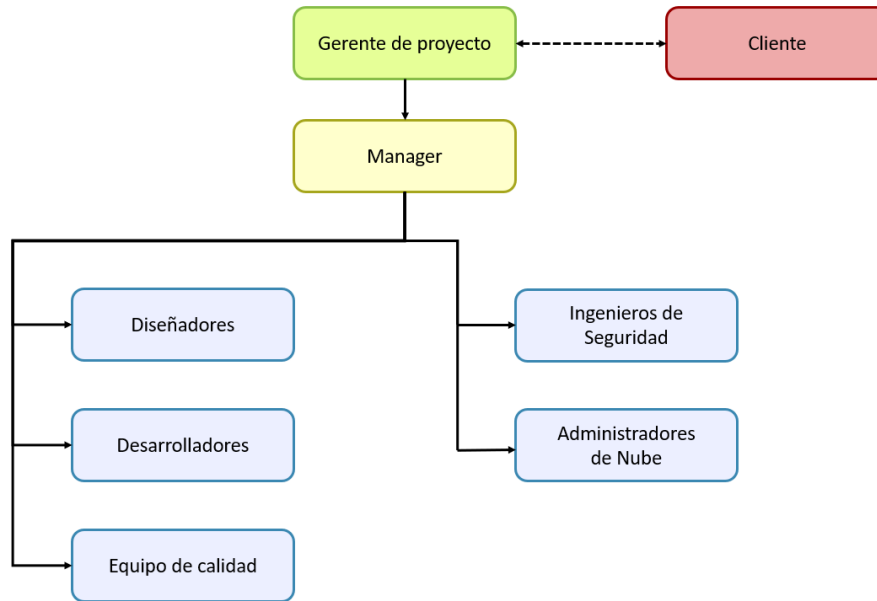 Gerente de proyecto
Cliente
Manager
Diseñadores
Ingenieros de
Seguridad
Desarrolladores
Administradores
de Nube
Equipo de calidad